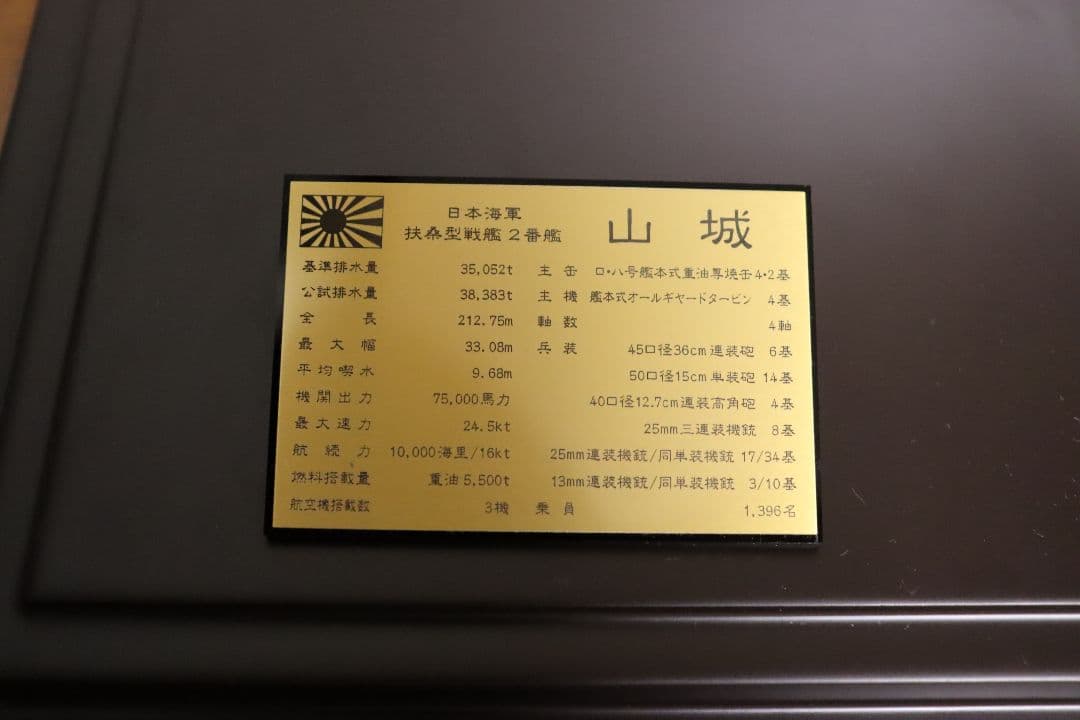 日本海軍
扶桑型戦艦 2番艦 山城
基準排水量 35,052t 主缶 ロ・ハ号艦本式重油専焼缶 4・2基
公試排水量 38,383t 主機 艦本式オールギヤードタービン 4基
全長 212.75m 軸数 4軸
最大幅 33.08m 兵装 45口径36cm連装砲 6基
平均喫水 9.68m 50口径15cm単装砲 14基
機関出力 75,000馬力 40口径12.7cm連装高角砲 4基
最大速力 24.5kt 25mm三連装機銃 8基
航続力 10,000海里/16kt 25mm連装機銃/同単装機銃 17/34基
燃料搭載量 重油5,500t 13mm連装機銃/同単装機銃 3/10基
航空機搭載数 3機 乗員 1,396名